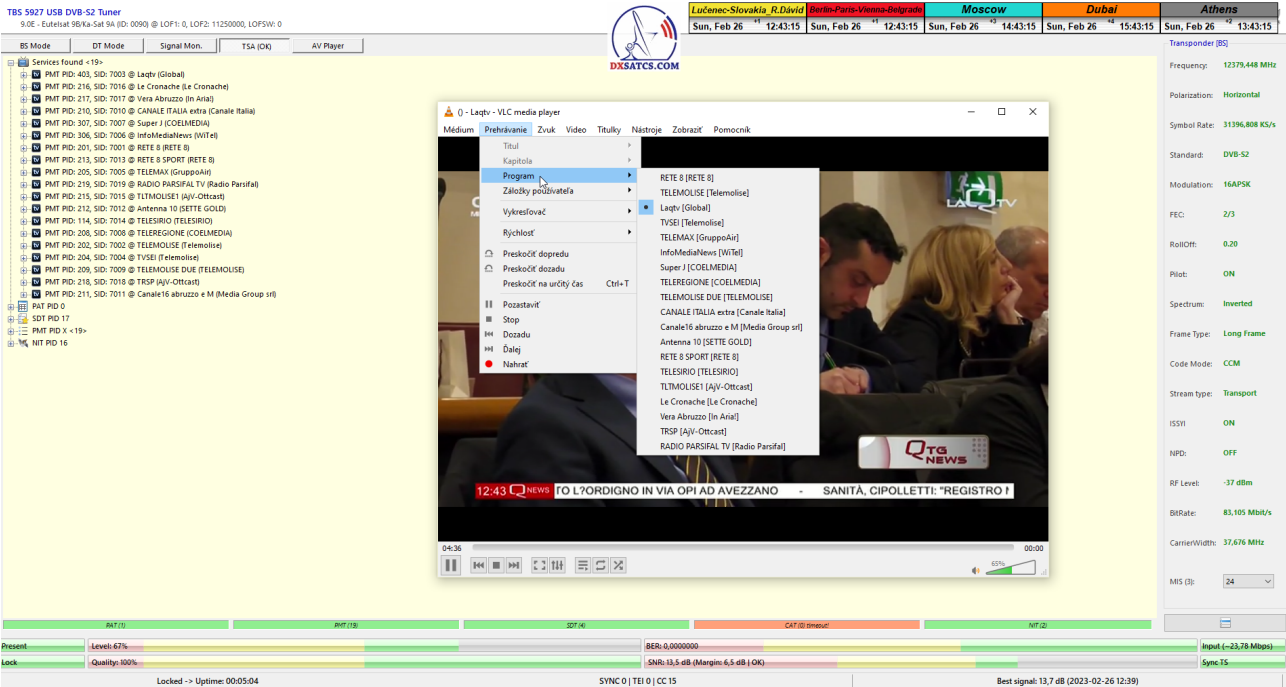 TBS 5927 USB DVB-S2 Tuner
9.0E - Eutelsat 9B/Ka-Sat 9A (ID: 0090) @ LOF1: 0, LOF2: 11250000, LOFSW: 0
DXSATCS.COM
Lučenec-Slovakia_R.Dávid Berlin-Paris-Vienna-Belgrade Moscow Dubai Athens
Sun, Feb 26 +1 12:43:15 Sun, Feb 26 +1 12:43:15 Sun, Feb 26 +3 14:43:15 Sun, Feb 26 +4 15:43:15 Sun, Feb 26 +2 13:43:15
BS Mode DT Mode Signal Mon. TSA (OK) AV Player
Services found <19>
PMT PID: 403, SID: 7003 @ Laqtv (Global)
PMT PID: 216, SID: 7016 @ Le Cronache (Le Cronache)
PMT PID: 217, SID: 7017 @ Vera Abruzzo (In Aria!)
PMT PID: 210, SID: 7010 @ CANALE ITALIA extra (Canale Italia)
PMT PID: 307, SID: 7007 @ Super J (COELMEDIA)
PMT PID: 306, SID: 7006 @ InfoMediaNews (WiTel)
PMT PID: 201, SID: 7001 @ RETE 8 (RETE 8)
PMT PID: 213, SID: 7013 @ RETE 8 SPORT (RETE 8)
PMT PID: 205, SID: 7005 @ TELEMAX (GruppoAir)
PMT PID: 219, SID: 7019 @ RADIO PARSIFAL TV (Radio Parsifal)
PMT PID: 215, SID: 7015 @ TLTMOLISE1 (AjV-Ottcast)
PMT PID: 212, SID: 7012 @ Antenna 10 (SETTE GOLD)
PMT PID: 114, SID: 7014 @ TELESIRIO (TELESIRIO)
PMT PID: 208, SID: 7008 @ TELEREGIONE (COELMEDIA)
PMT PID: 202, SID: 7002 @ TELEMOLISE (Telemolise)
PMT PID: 204, SID: 7004 @ TVSEI (Telemolise)
PMT PID: 209, SID: 7009 @ TELEMOLISE DUE (TELEMOLISE)
PMT PID: 218, SID: 7018 @ TRSP (AjV-Ottcast)
PMT PID: 211, SID: 7011 @ Canale16 abruzzo e M (Media Group srl)
PAT PID 0
SDT PID 17
PMT PID X <19>
NIT PID 16
() - Laqtv - VLC media player
Médium Prehrávanie Zvuk Video Titulky Nástroje Zobraziť Pomocník
Titul
Kapitola
Program
Záložky používateľa
Vykresľovač
Rýchlosť
Preskočiť dopredu
Preskočiť dozadu
Preskočiť na určitý čas Ctrl+T
Pozastaviť
Stop
Dozadu
Ďalej
Nahrať
RETE 8 [RETE 8]
TELEMOLISE [Telemolise]
Laqtv [Global]
TVSEI [Telemolise]
TELEMAX [GruppoAir]
InfoMediaNews [WiTel]
Super J [COELMEDIA]
TELEREGIONE [COELMEDIA]
TELEMOLISE DUE [TELEMOLISE]
CANALE ITALIA extra [Canale Italia]
Canale16 abruzzo e M [Media Group srl]
Antenna 10 [SETTE GOLD]
RETE 8 SPORT [RETE 8]
TELESIRIO [TELESIRIO]
TLTMOLISE1 [AjV-Ottcast]
Le Cronache [Le Cronache]
Vera Abruzzo [In Aria!]
TRSP [AjV-Ottcast]
RADIO PARSIFAL TV [Radio Parsifal]
LAQTV
QTG
NEWS
12:43 Q NEWS TO L?ORDIGNO IN VIA OPI AD AVEZZANO - SANITÀ, CIPOLLETTI: "REGISTRO
04:36 00:00
65%
Transponder [BS]
Frequency: 12379,448 MHz
Polarization: Horizontal
Symbol Rate: 31396,808 KS/s
Standard: DVB-S2
Modulation: 16APSK
FEC: 2/3
RollOff: 0.20
Pilot: ON
Spectrum: Inverted
Frame Type: Long Frame
Code Mode: CCM
Stream type: Transport
ISSYI ON
NPD: OFF
RF Level: -37 dBm
BitRate: 83,105 Mbit/s
CarrierWidth: 37,676 MHz
MIS (3): 24
PAT (1) PMT (19) SDT (4) CAT (0) timeout! NIT (2)
Present Level: 67% BER: 0,0000000 Input (~23,78 Mbps)
Lock Quality: 100% SNR: 13,5 dB (Margin: 6,5 dB | OK) Sync TS
Locked -> Uptime: 00:05:04 SYNC 0 | TEI 0 | CC 15 Best signal: 13,7 dB (2023-02-26 12:39)